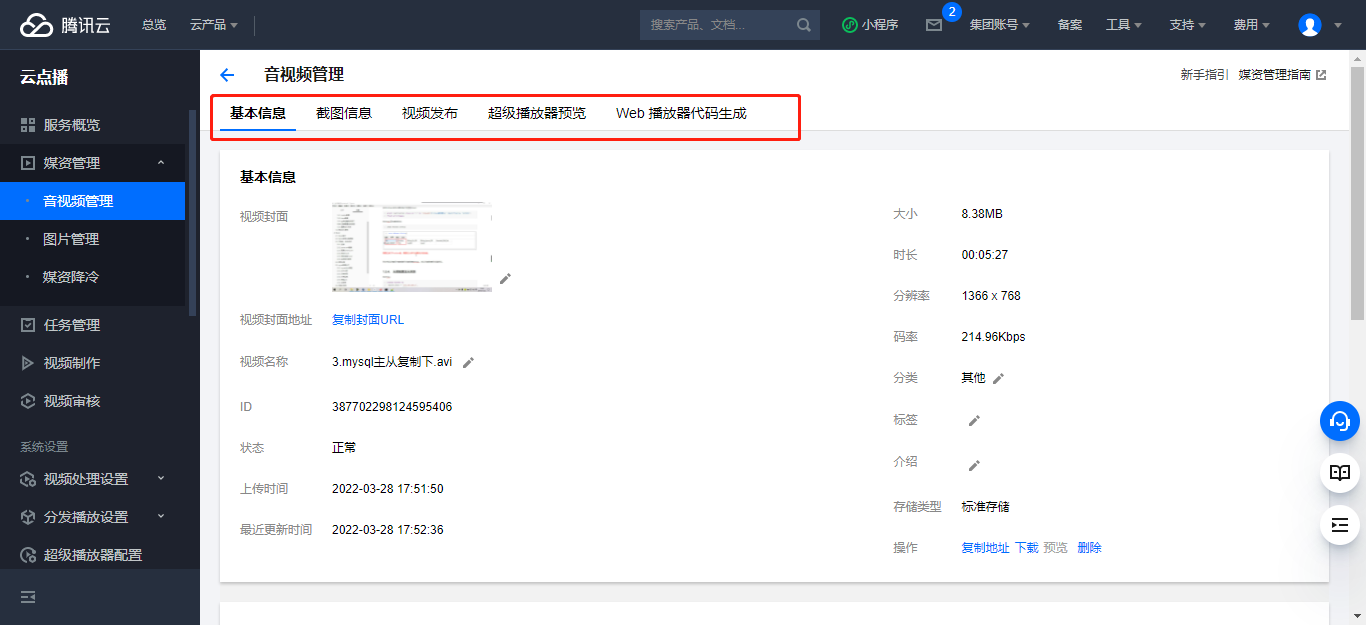 腾讯云 总览 云产品 搜索产品、文档... 小程序 2 集团账号 备案 工具 支持 费用
云点播
服务概览
媒资管理
音视频管理
图片管理
媒资降冷
任务管理
视频制作
视频审核
系统设置
视频处理设置
分发播放设置
超级播放器配置
音视频管理 新手指引 媒资管理指南
基本信息 截图信息 视频发布 超级播放器预览 Web 播放器代码生成
基本信息
视频封面
视频封面地址 复制封面URL
视频名称 3.mysql主从复制下.avi
ID 387702298124595406
状态 正常
上传时间 2022-03-28 17:51:50
最近更新时间 2022-03-28 17:52:36
大小 8.38MB
时长 00:05:27
分辨率 1366 x 768
码率 214.96Kbps
分类 其他
标签
介绍
存储类型 标准存储
操作 复制地址 下载 预览 删除